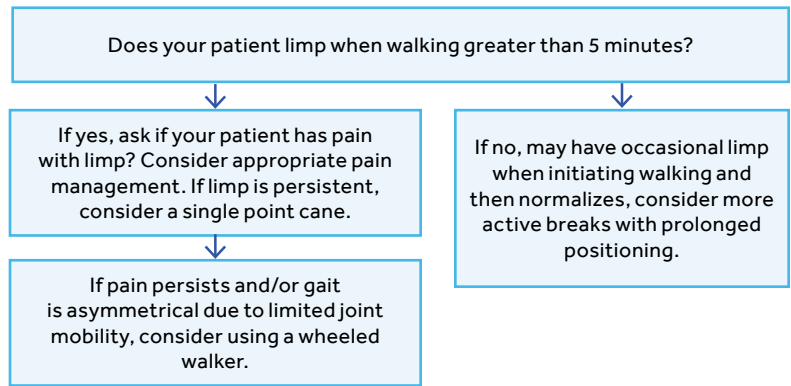 Does your patient limp when walking greater than 5 minutes?
If yes, ask if your patient has pain
with limp? Consider appropriate pain
management. If limp is persistent,
consider a single point cane.
If pain persists and/or gait
is asymmetrical due to limited joint
mobility, consider using a wheeled
walker.
If no, may have occasional limp
when initiating walking and
then normalizes, consider more
active breaks with prolonged
positioning.